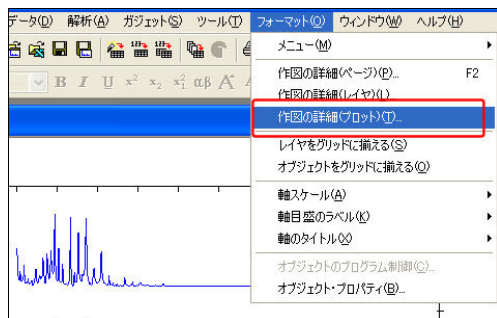 データ(D) 解析(A) ガジェット(S) ツール(T) フォーマット(O) ウィンドウ(W) ヘルプ(H)
メニュー(M)
作図の詳細(ページ)(P)... F2
作図の詳細(レイヤ)(L)...
作図の詳細(プロット)(T)...
レイヤをグリッドに揃える(S)
オブジェクトをグリッドに揃える(O)
軸スケール(A)
軸目盛のラベル(K)
軸のタイトル(X)
オブジェクトのプログラム制御(C)...
オブジェクト・プロパティ(B)...
B I U x² x₂ x₁² αβ A